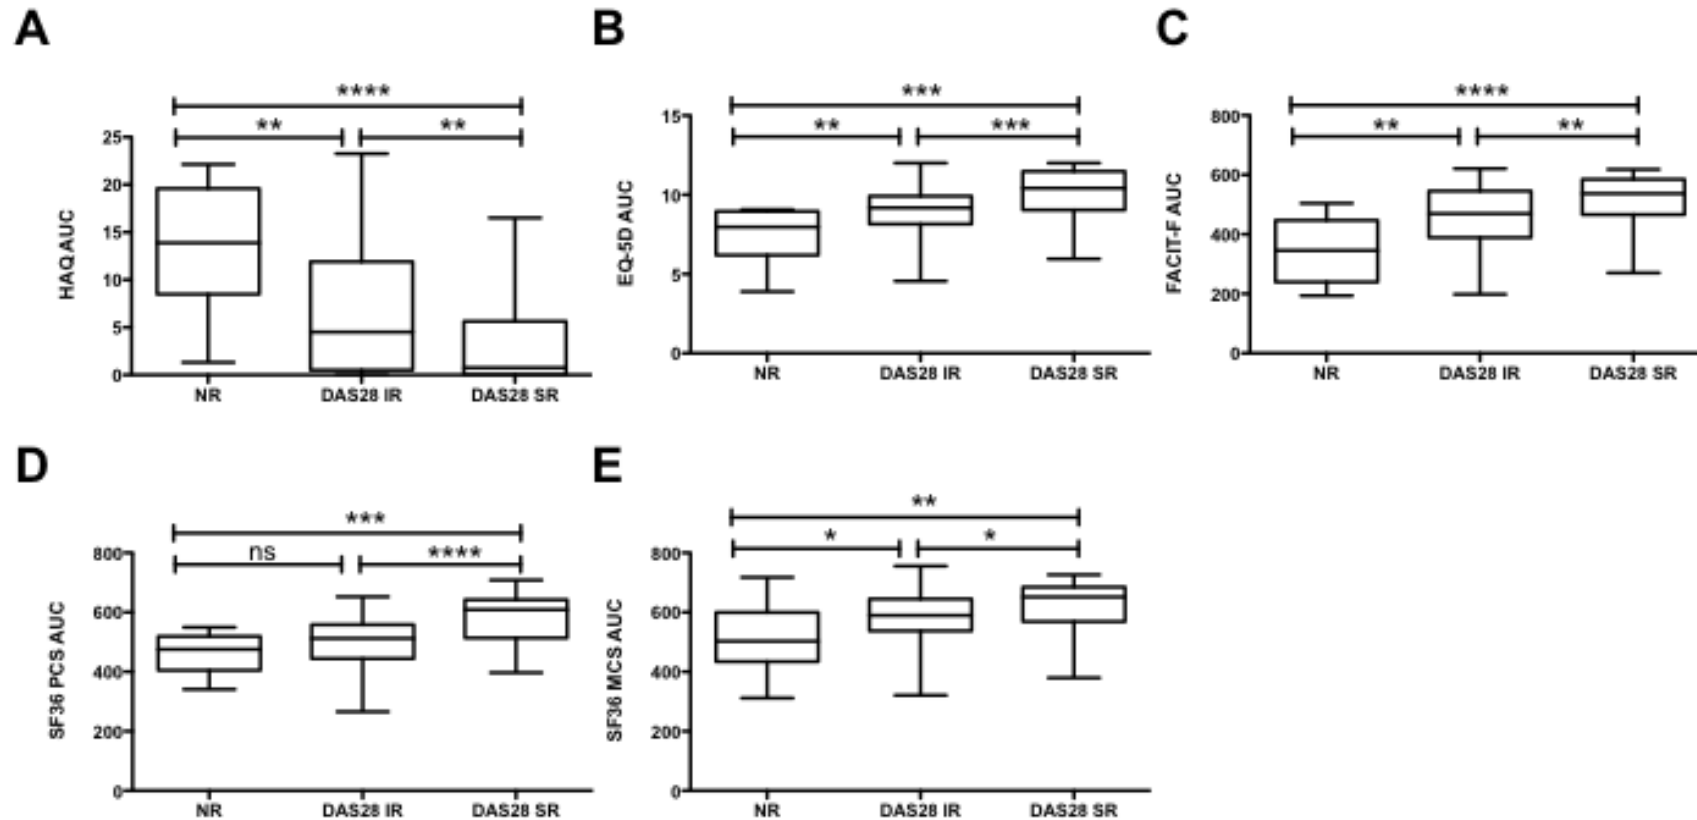 A
****
**
**
25
20
15
10
5
0
HAQ AUC
NR
DAS28 IR
DAS28 SR
B
***
**
***
15
10
5
0
EQ-5D AUC
NR
DAS28 IR
DAS28 SR
C
****
**
**
800
600
400
200
0
FACIT-F AUC
NR
DAS28 IR
DAS28 SR
D
***
ns
****
800
600
400
200
0
SF36 PCS AUC
NR
DAS28 IR
DAS28 SR
E
**
*
*
800
600
400
200
0
SF36 MCS AUC
NR
DAS28 IR
DAS28 SR